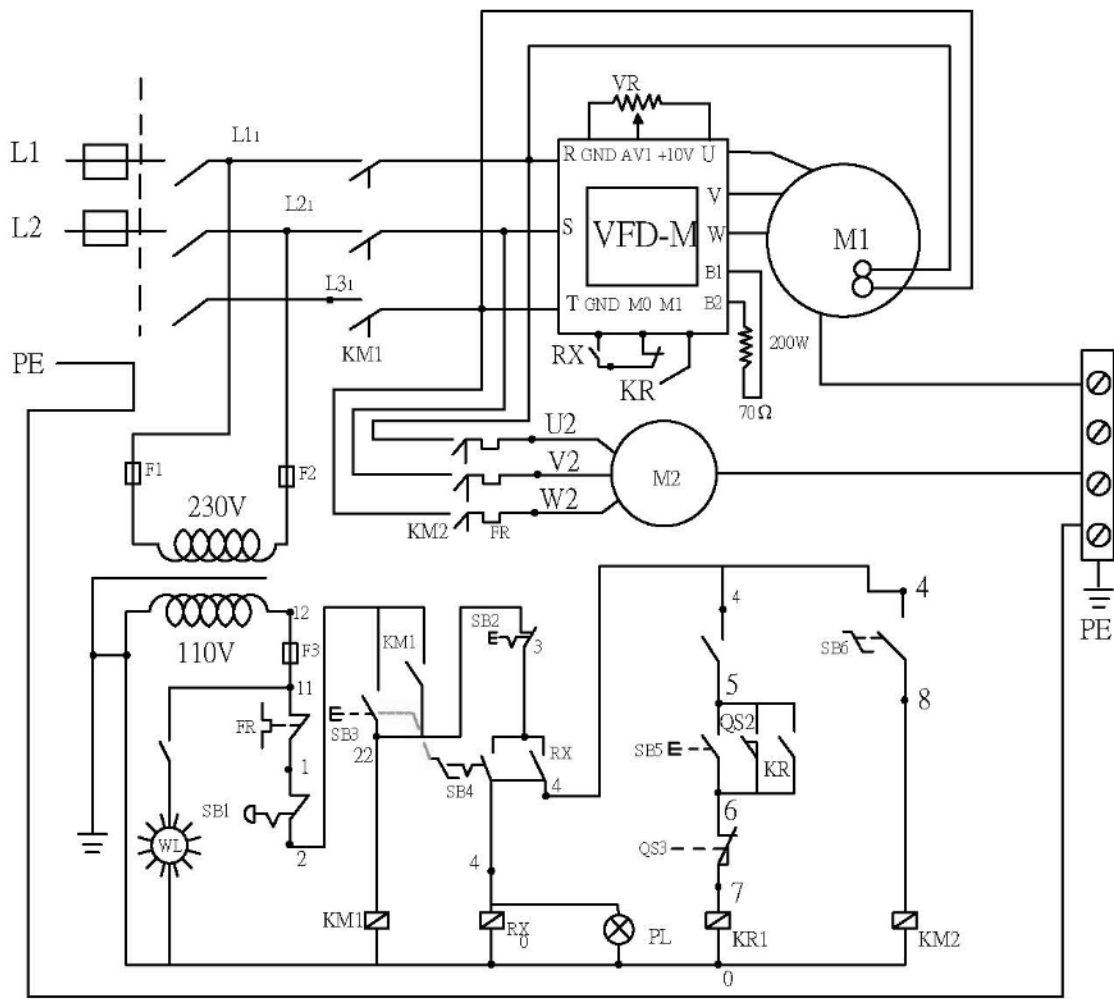 VR
L1
L1₁
R GND AV1 +10V U
L2
L2₁
V
S
VFD-M
W
M1
B1
L3₁
T GND M0 M1
B2
KM1
RX
200W
PE
KR
70Ω
U2
F1
F2
V2
M2
230V
W2
KM2
FR
12
4
4
SB2
PE
110V
F3
KM1
3
SB6
11
5
8
FR
SB3
QS2
22
RX
SB5
KR
1
SB4
4
SB1
6
WL
2
QS3
4
7
KM1
RX
0
PL
KR1
KM2
0